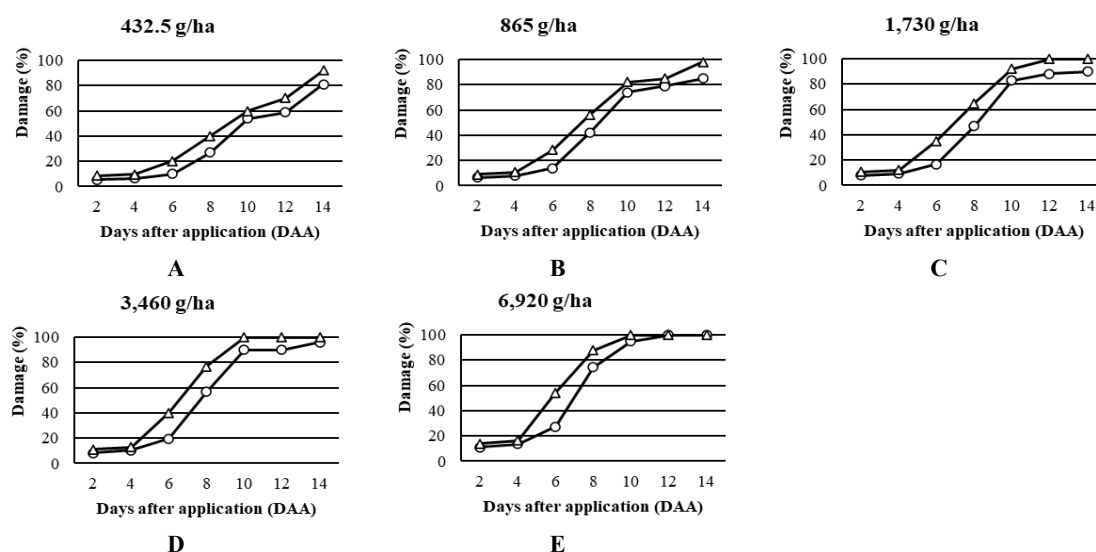 432.5 g/ha
Damage (%)
100
80
60
40
20
0
2 4 6 8 10 12 14
Days after application (DAA)
A
865 g/ha
Damage (%)
100
80
60
40
20
0
2 4 6 8 10 12 14
Days after application (DAA)
B
1,730 g/ha
Damage (%)
100
80
60
40
20
0
2 4 6 8 10 12 14
Days after application (DAA)
C
3,460 g/ha
Damage (%)
100
80
60
40
20
0
2 4 6 8 10 12 14
Days after application (DAA)
D
6,920 g/ha
Damage (%)
100
80
60
40
20
0
2 4 6 8 10 12 14
Days after application (DAA)
E